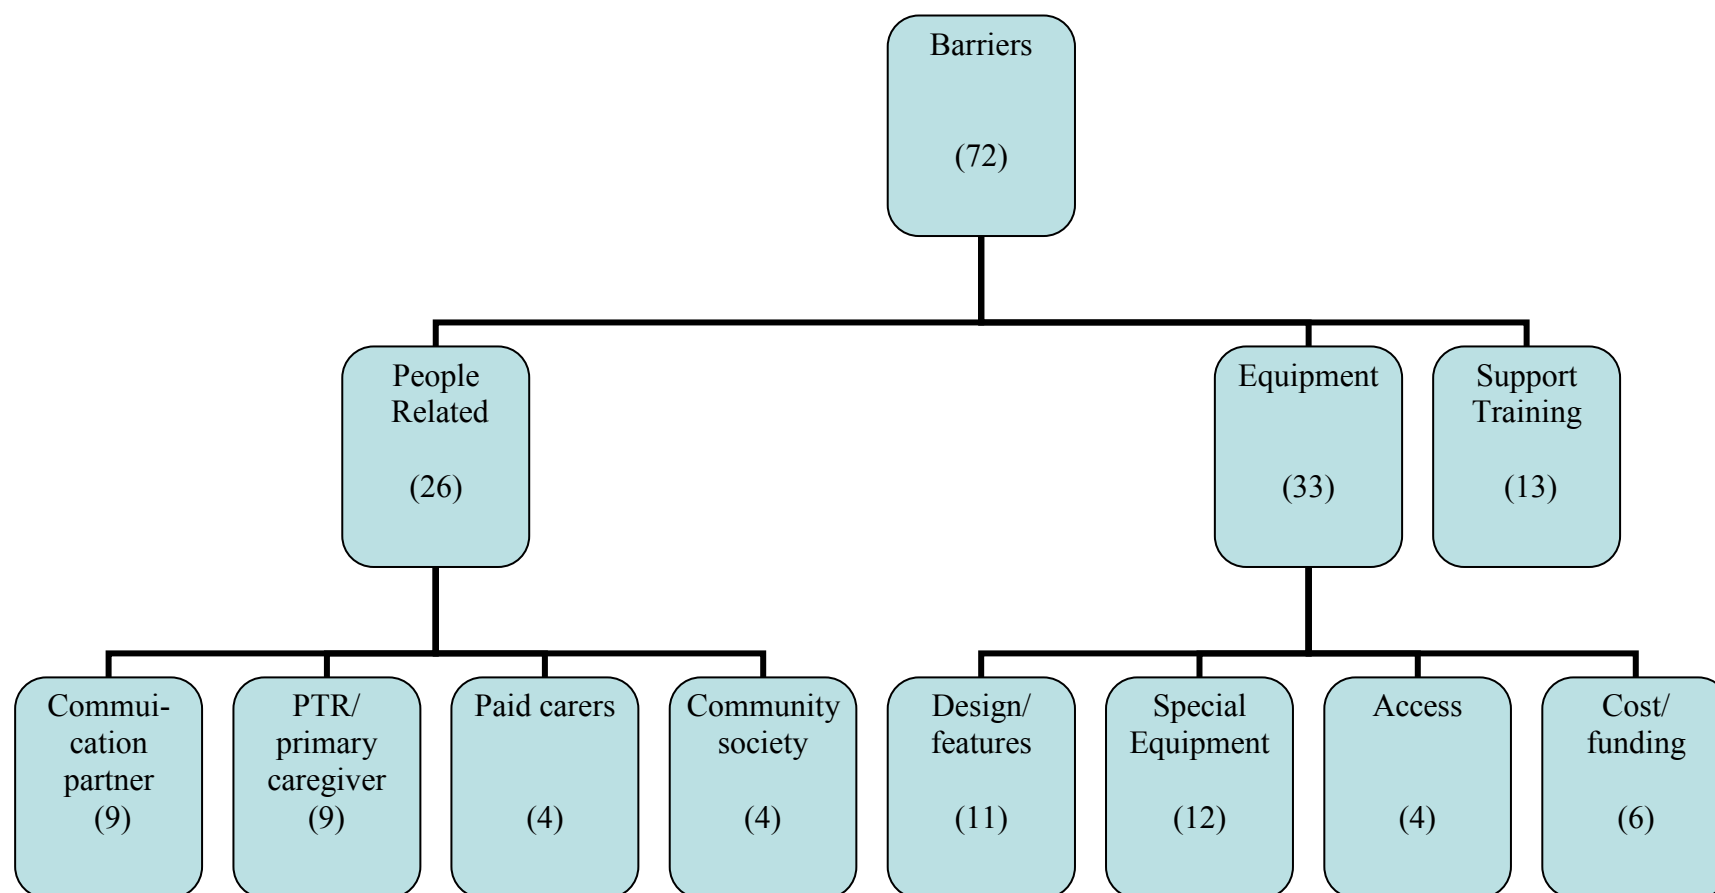 Barriers
(72)
People
Related
(26)
Equipment
(33)
Support
Training
(13)
Commui-
cation
partner
(9)
PTR/
primary
caregiver
(9)
Paid carers
(4)
Community
society
(4)
Design/
features
(11)
Special
Equipment
(12)
Access
(4)
Cost/
funding
(6)